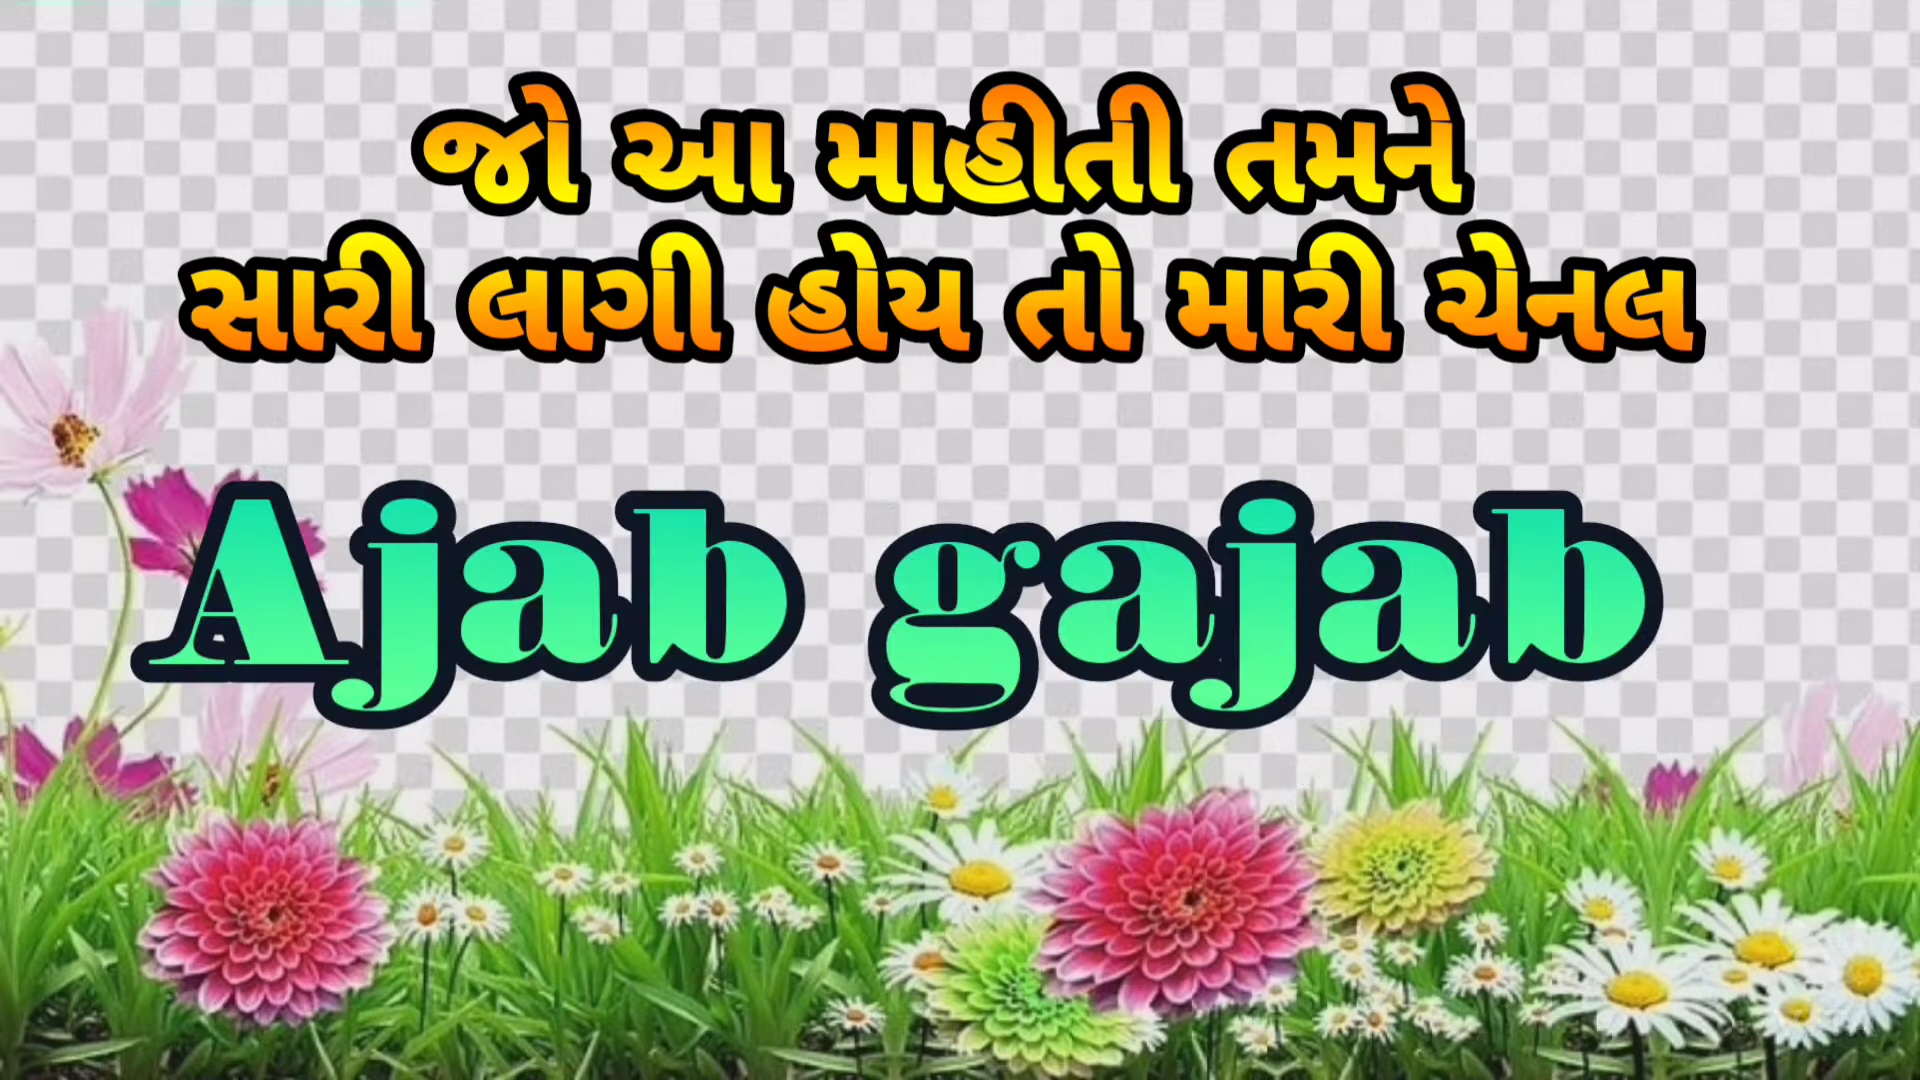 જો આ માહીતી તમને
સારી લાગી હોય તો મારી ચેનલ
Ajab gajab